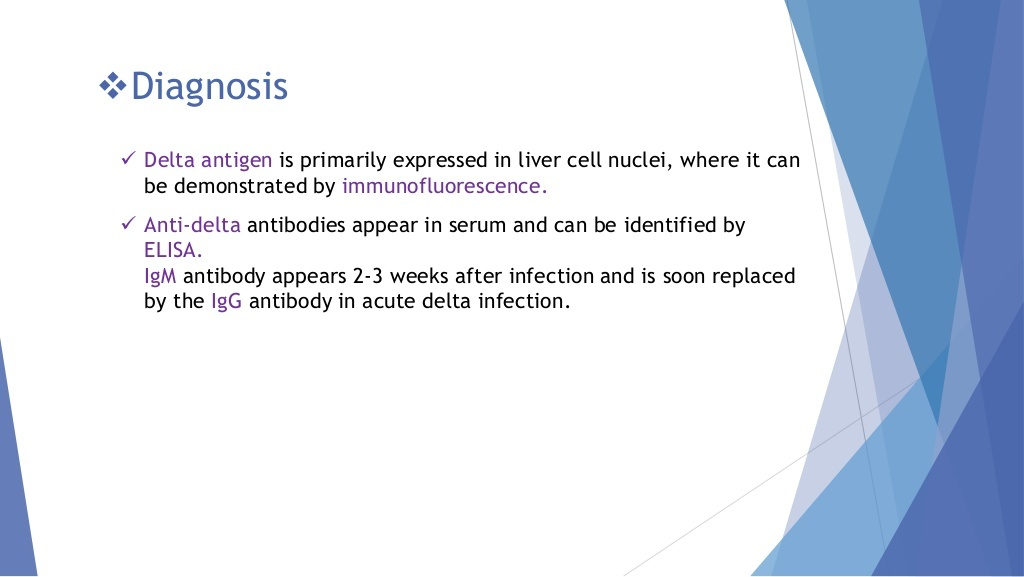 ❖Diagnosis
✓ Delta antigen is primarily expressed in liver cell nuclei, where it can
be demonstrated by immunofluorescence.
✓ Anti-delta antibodies appear in serum and can be identified by
ELISA.
IgM antibody appears 2-3 weeks after infection and is soon replaced
by the IgG antibody in acute delta infection.